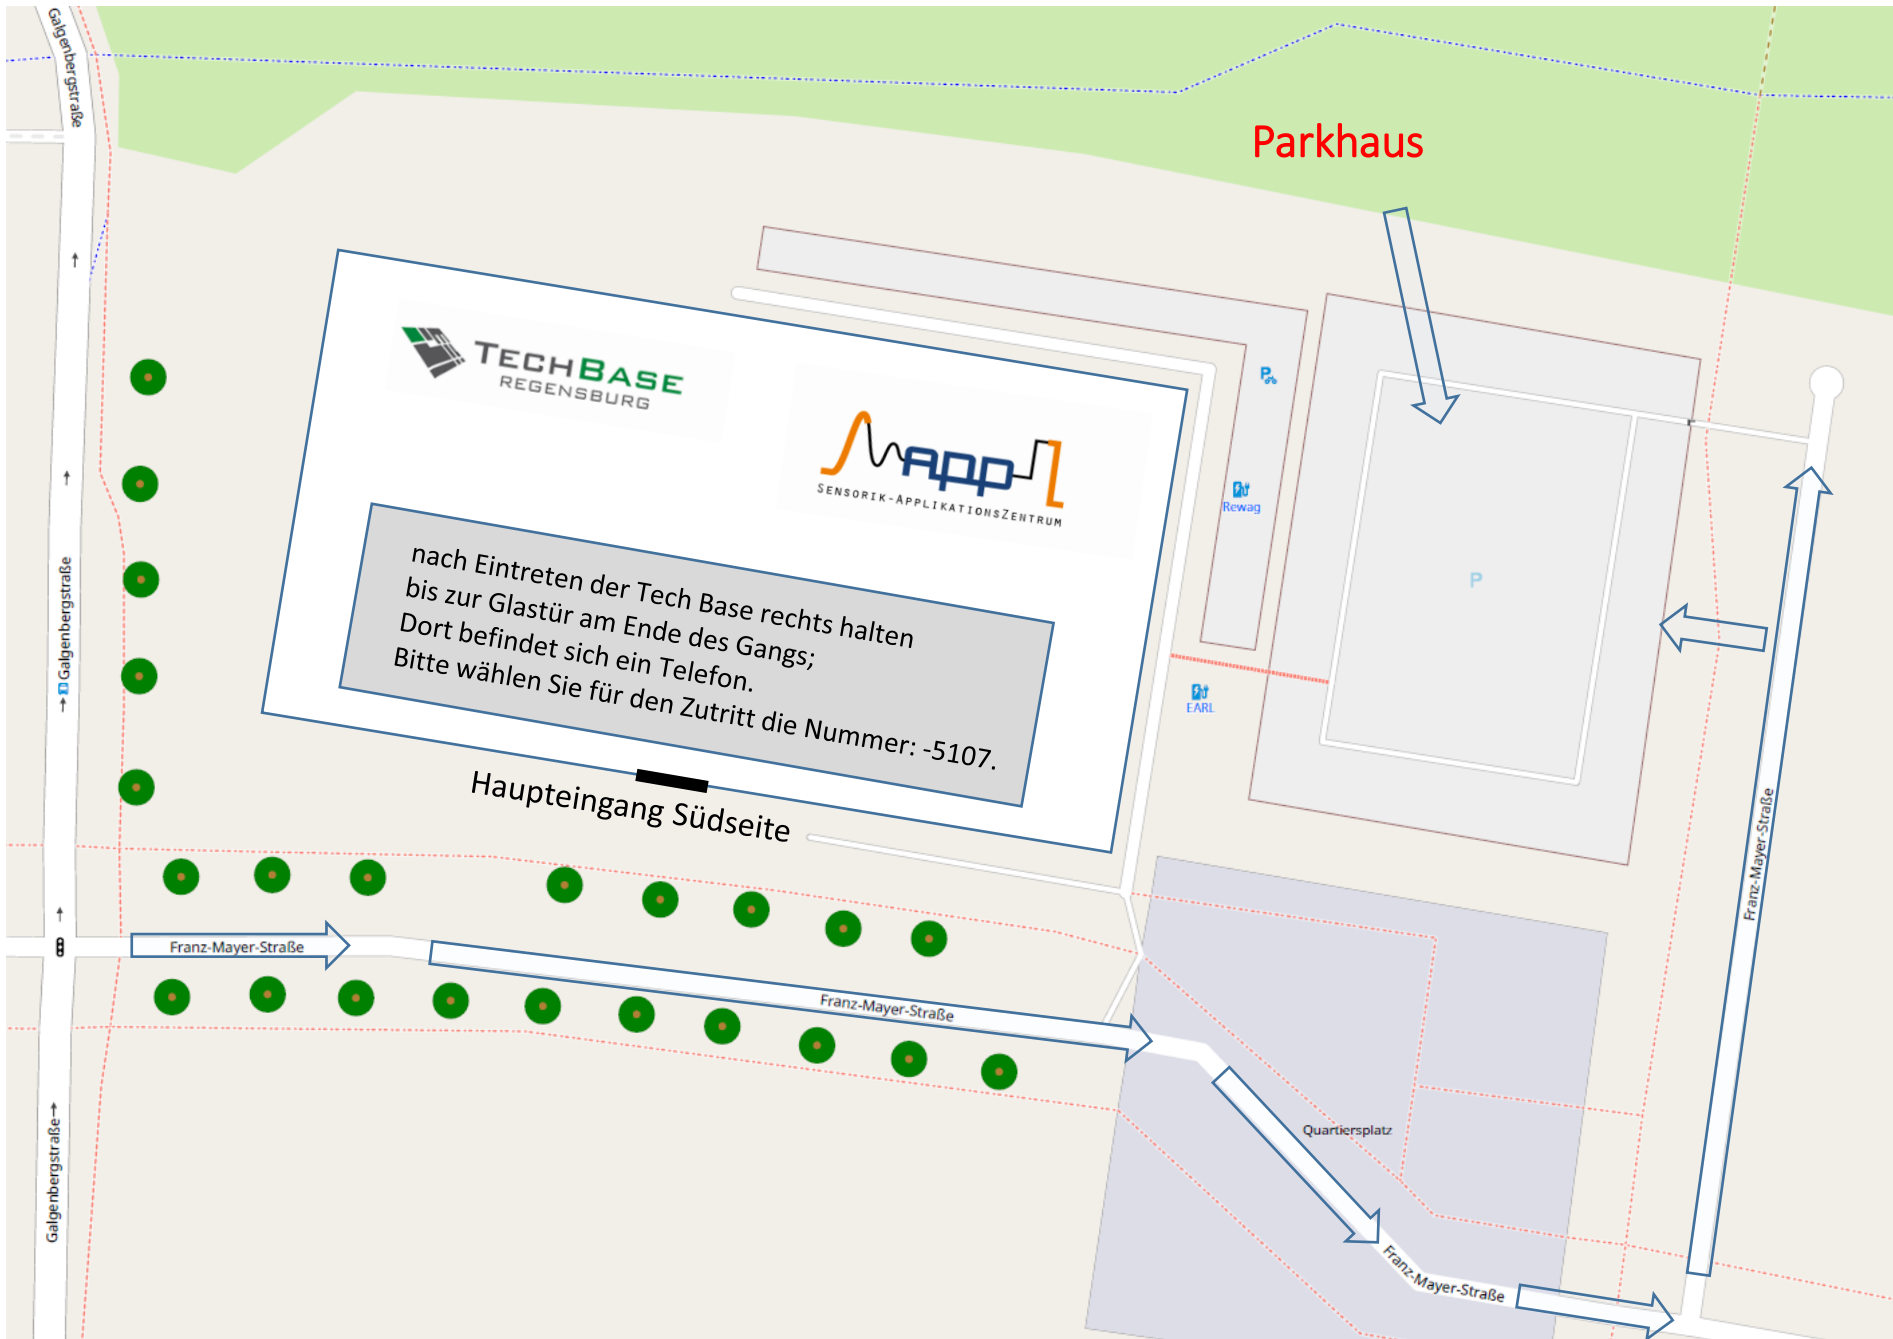 Galgenbergstraße
Parkhaus
TECHBASE
REGENSBURG
P
APP
SENSORIK-APPLIKATIONSZENTRUM
Rewag
P
nach Eintreten der Tech Base rechts halten
bis zur Glastür am Ende des Gangs;
Dort befindet sich ein Telefon.
Bitte wählen Sie für den Zutritt die Nummer: -5107.
Galgenbergstraße
EARL
Haupteingang Südseite
Franz-Mayer-Straße
Franz-Mayer-Straße
Franz-Mayer-Straße
Quartiersplatz
Galgenbergstraße
Franz-Mayer-Straße